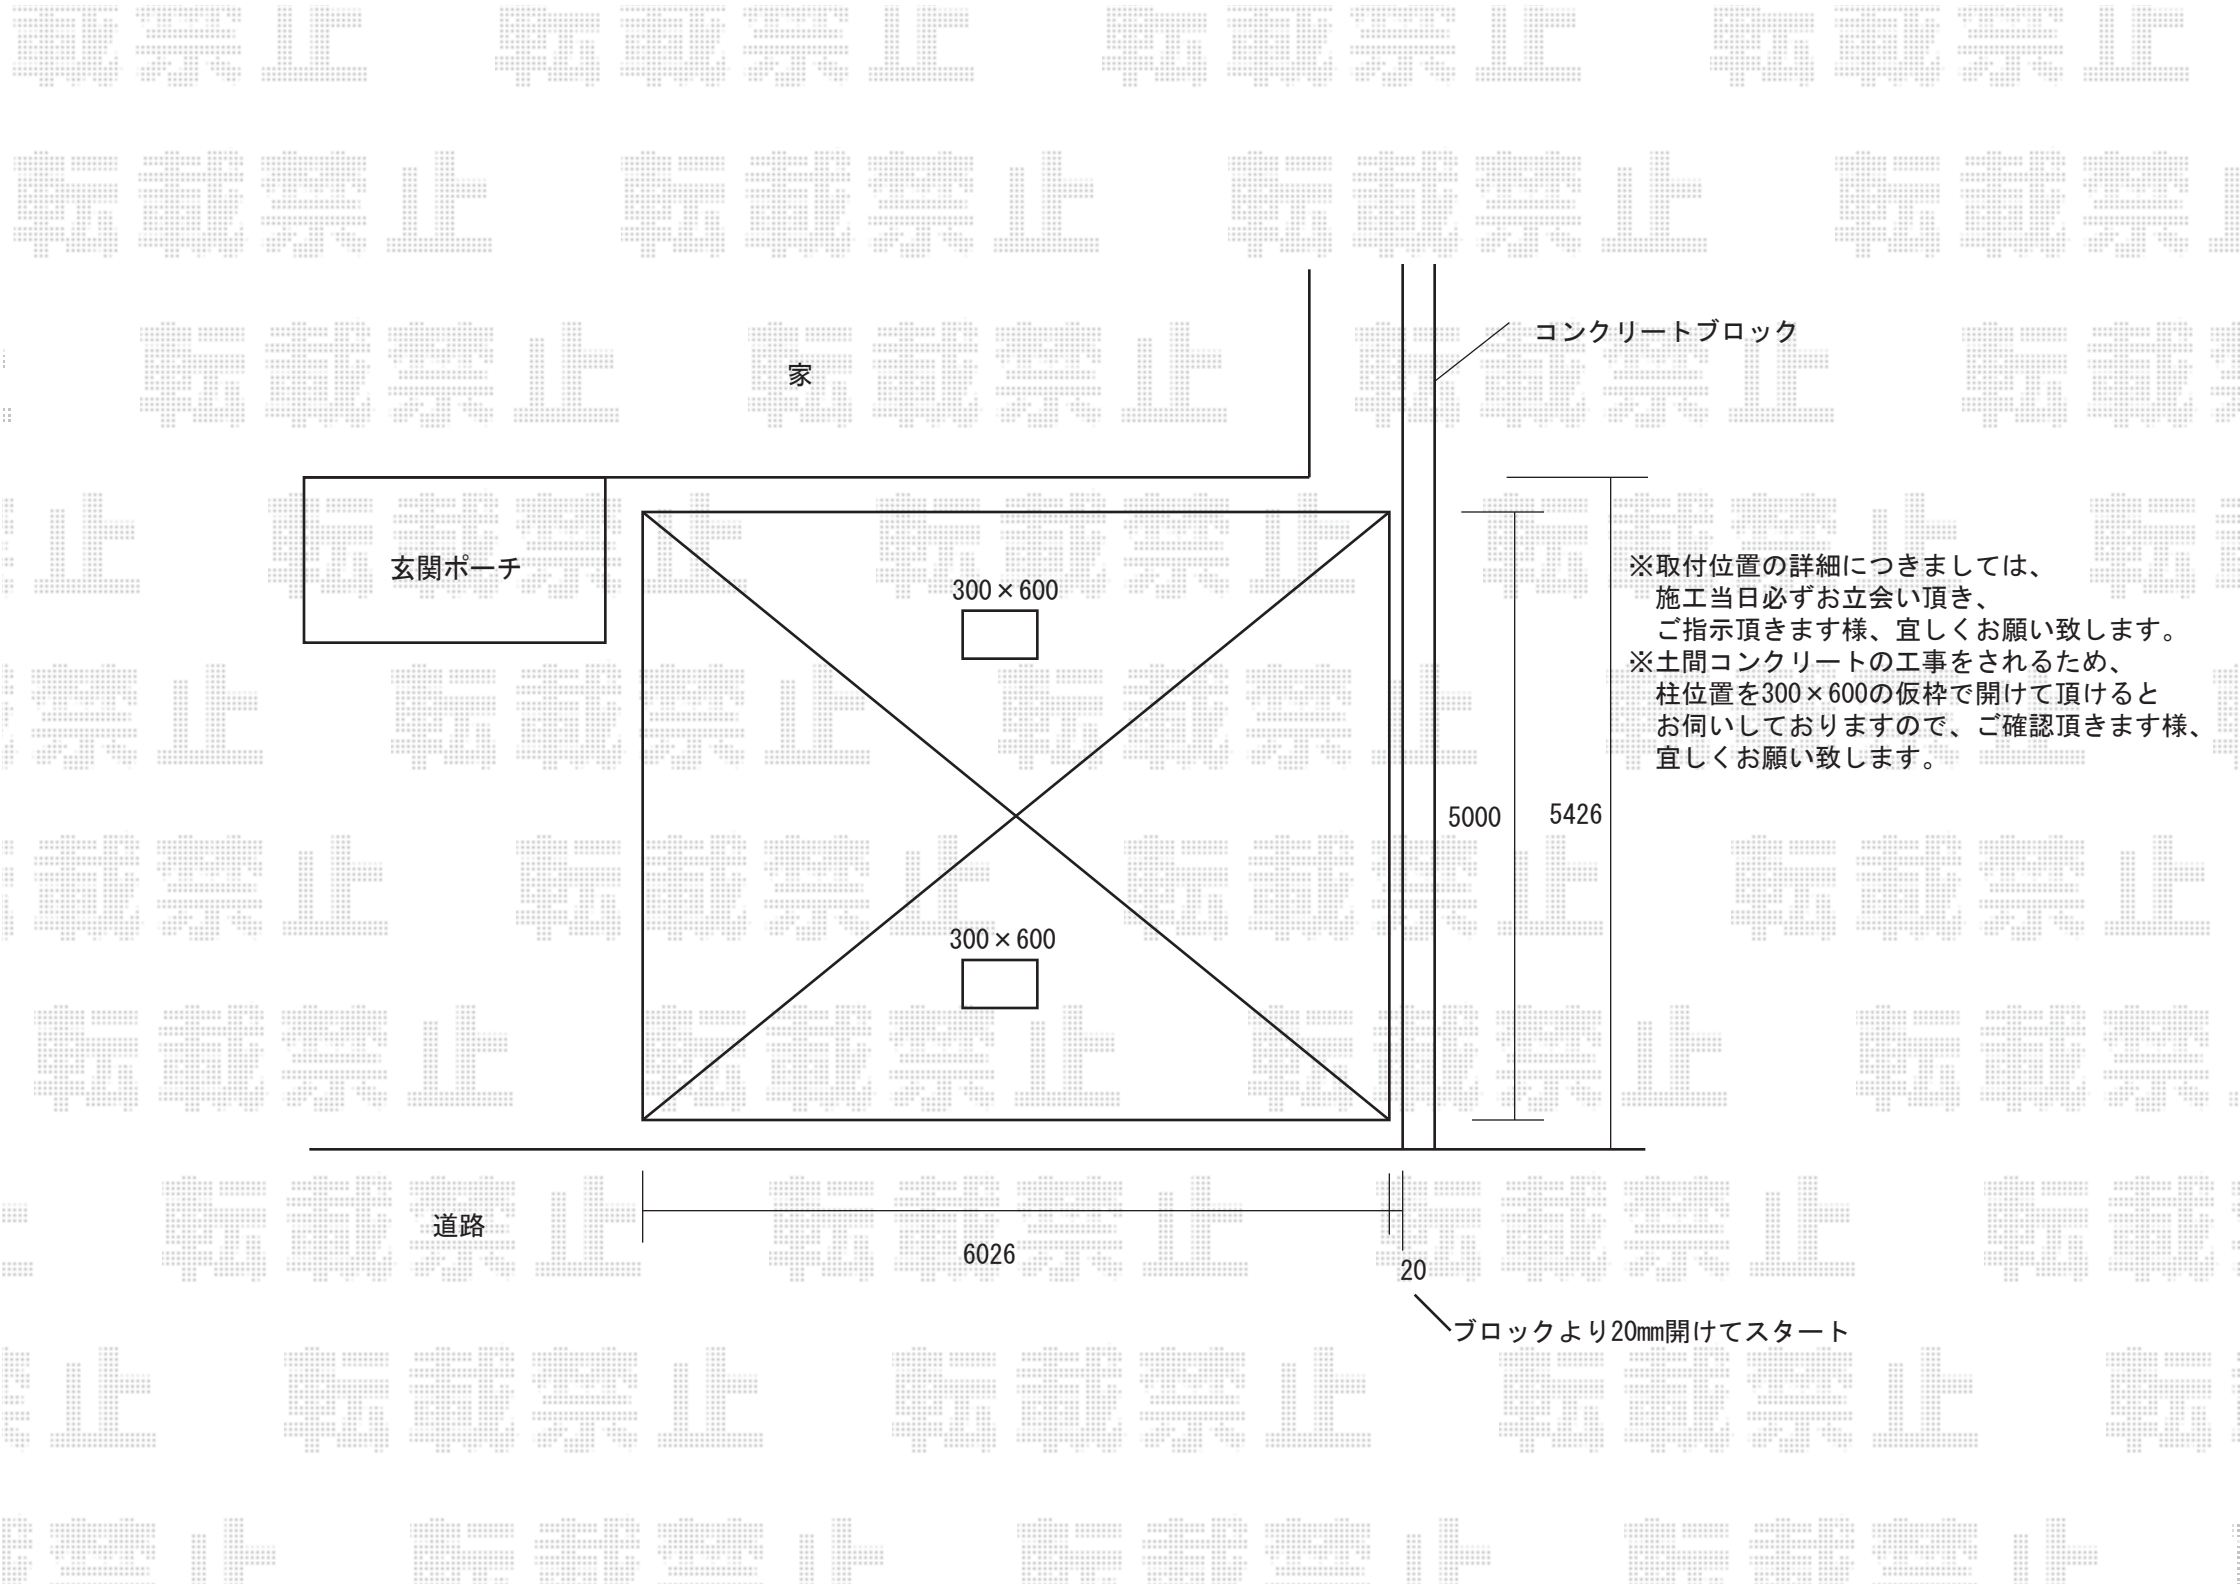 転載禁止
コンクリートブロック
家
玄関ポーチ
300×600
※取付位置の詳細につきましては、
施工当日必ずお立会い頂き、
ご指示頂きます様、宜しくお願い致します。
※土間コンクリートの工事をされるため、
柱位置を300×600の仮枠で開けて頂けると
お伺いしておりますので、ご確認頂きます様、
宜しくお願い致します。
5000
5426
300×600
道路
6026
20
ブロックより20mm開けてスタート